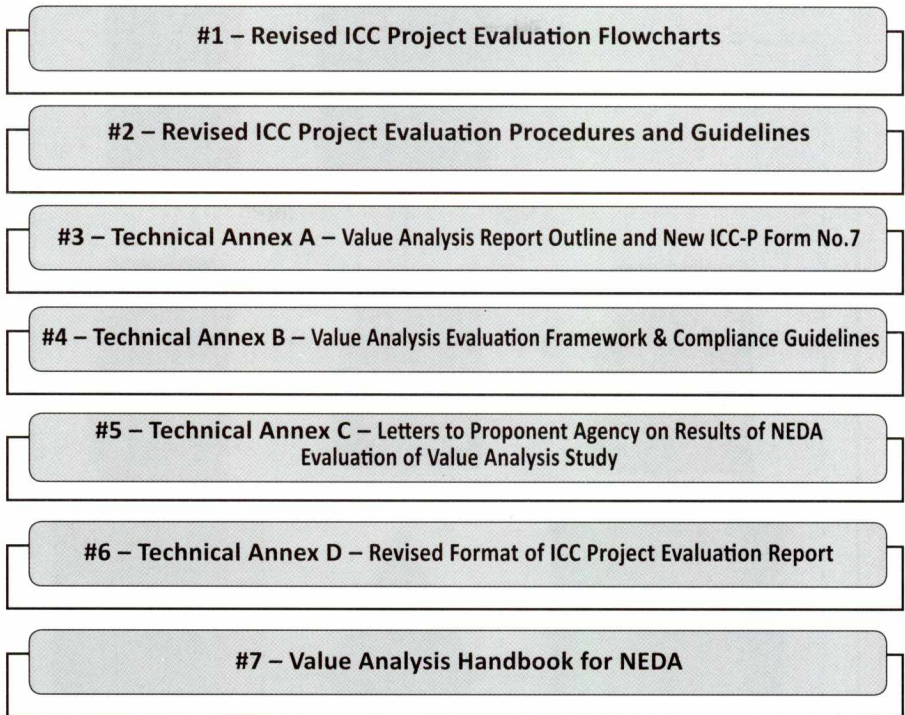 #1 – Revised ICC Project Evaluation Flowcharts
#2 – Revised ICC Project Evaluation Procedures and Guidelines
#3 – Technical Annex A – Value Analysis Report Outline and New ICC-P Form No.7
#4 – Technical Annex B – Value Analysis Evaluation Framework & Compliance Guidelines
#5 – Technical Annex C – Letters to Proponent Agency on Results of NEDA
Evaluation of Value Analysis Study
#6 – Technical Annex D – Revised Format of ICC Project Evaluation Report
#7 – Value Analysis Handbook for NEDA